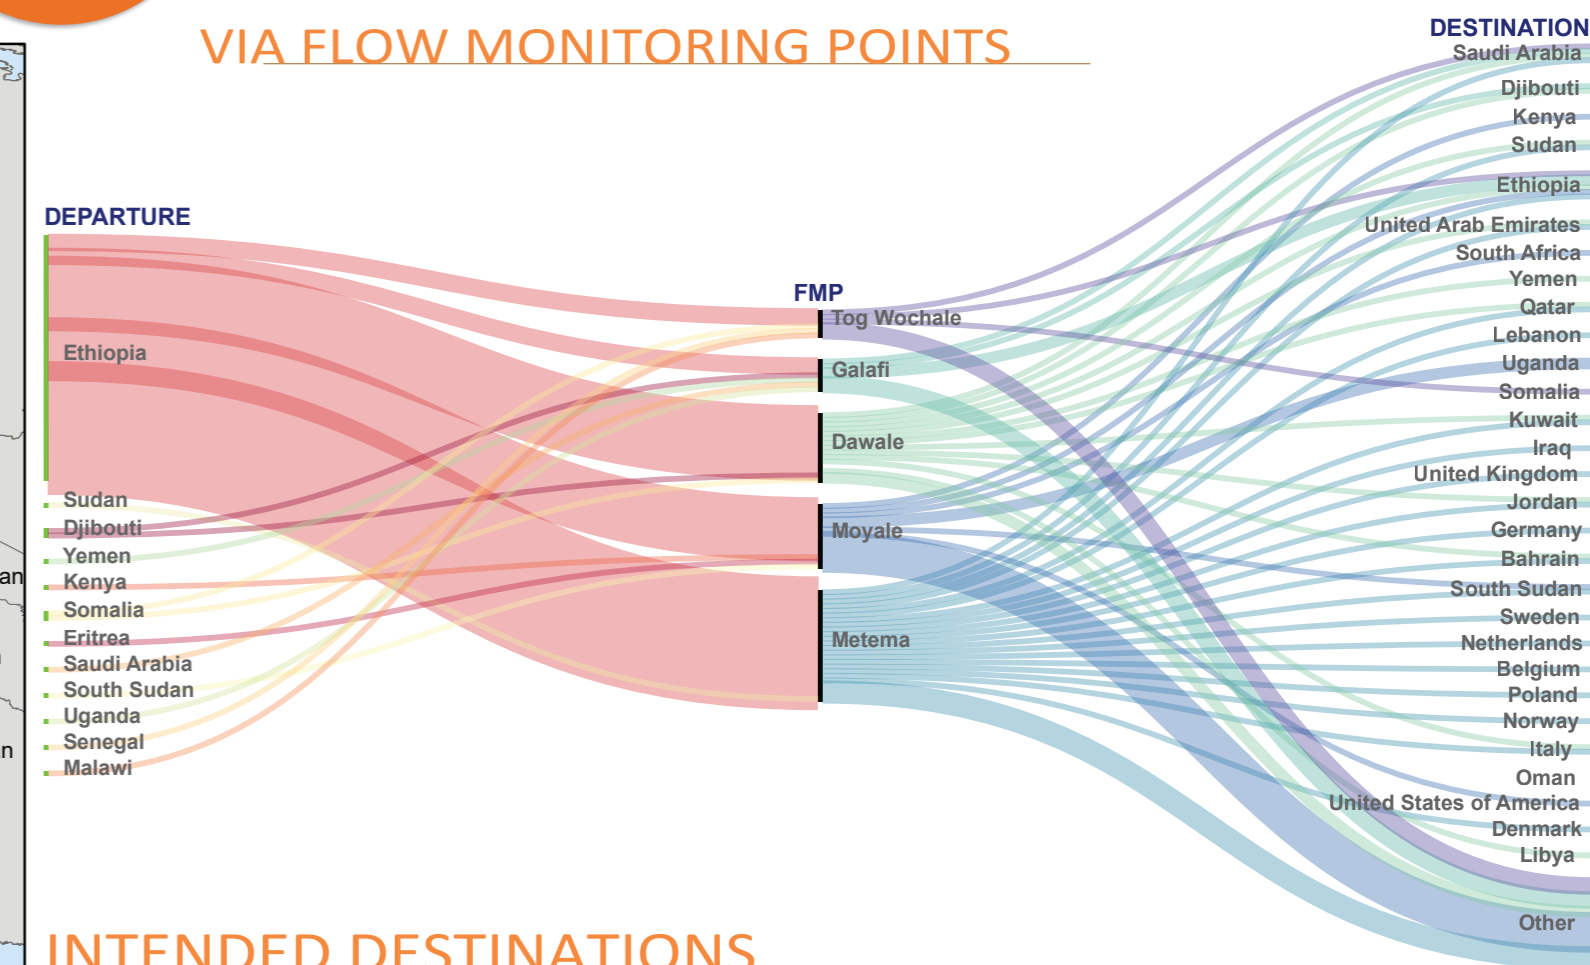 VIA FLOW MONITORING POINTS
DEPARTURE
Ethiopia
Sudan
Djibouti
Yemen
Kenya
Somalia
Eritrea
Saudi Arabia
South Sudan
Uganda
Senegal
Malawi
FMP
Tog Wochale
Galafi
Dawale
Moyale
Metema
DESTINATION
Saudi Arabia
Djibouti
Kenya
Sudan
Ethiopia
United Arab Emirates
South Africa
Yemen
Qatar
Lebanon
Uganda
Somalia
Kuwait
Iraq
United Kingdom
Jordan
Germany
Bahrain
South Sudan
Sweden
Netherlands
Belgium
Poland
Norway
Italy
Oman
United States of America
Denmark
Libya
Other
INTENDED DESTINATIONS